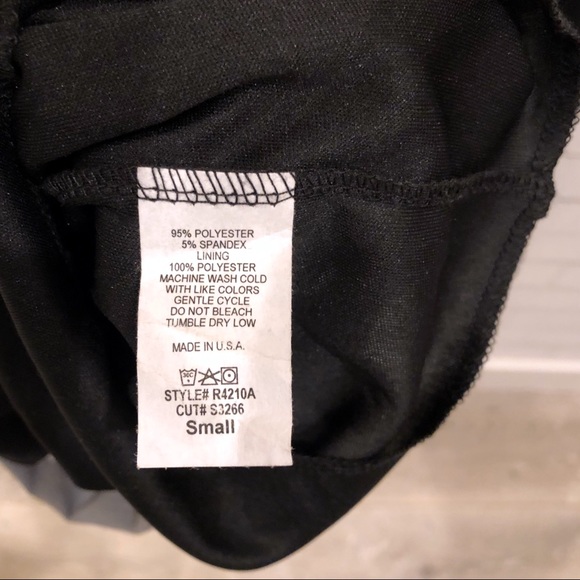 95% POLYESTER
5% SPANDEX
LINING
100% POLYESTER
MACHINE WASH COLD
WITH LIKE COLORS
GENTLE CYCLE
DO NOT BLEACH
TUMBLE DRY LOW
MADE IN U.S.A.
STYLE# R4210A
CUT# S3266
Small